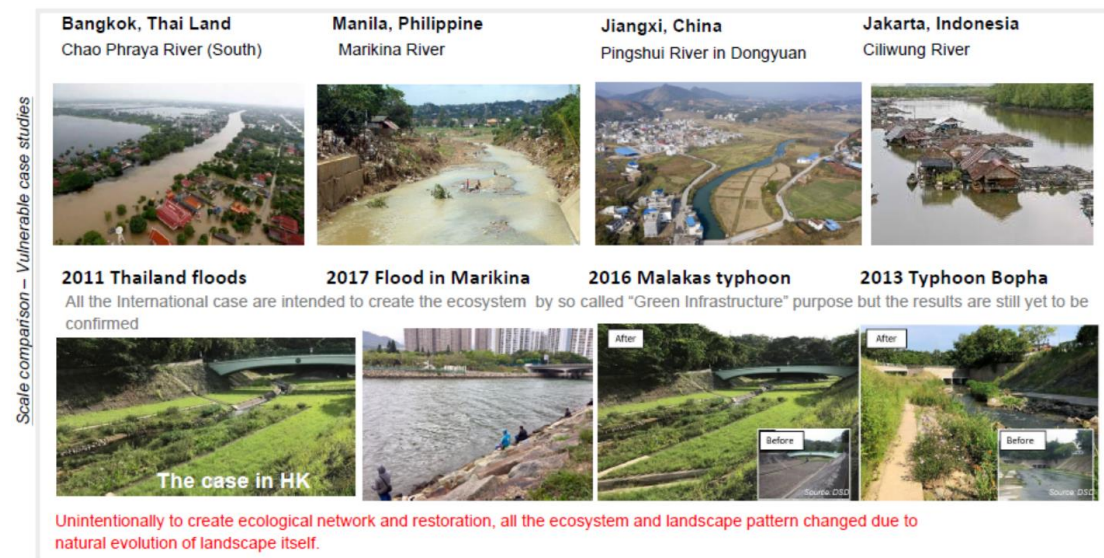 Scale comparison – Vulnerable case studies
Bangkok, Thai Land
Chao Phraya River (South)
Manila, Philippine
Marikina River
Jiangxi, China
Pingshui River in Dongyuan
Jakarta, Indonesia
Ciliwung River
2011 Thailand floods
2017 Flood in Marikina
2016 Malakas typhoon
2013 Typhoon Bopha
All the International case are intended to create the ecosystem by so called “Green Infrastructure” purpose but the results are still yet to be
confirmed
The case in HK
After
Before
Source: DSD
After
Before
Source: DSD
Unintentionally to create ecological network and restoration, all the ecosystem and landscape pattern changed due to
natural evolution of landscape itself.